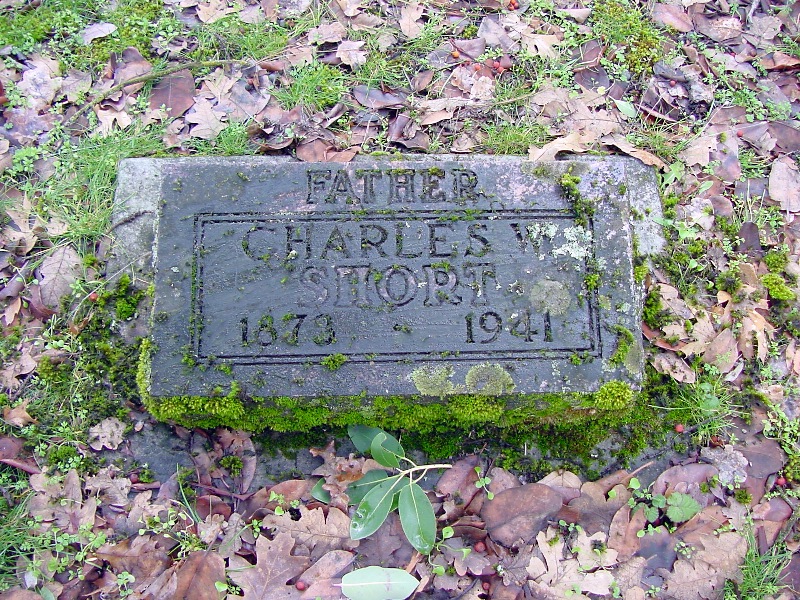 FATHER
CHARLES W.
SHORT
1873 - 1941